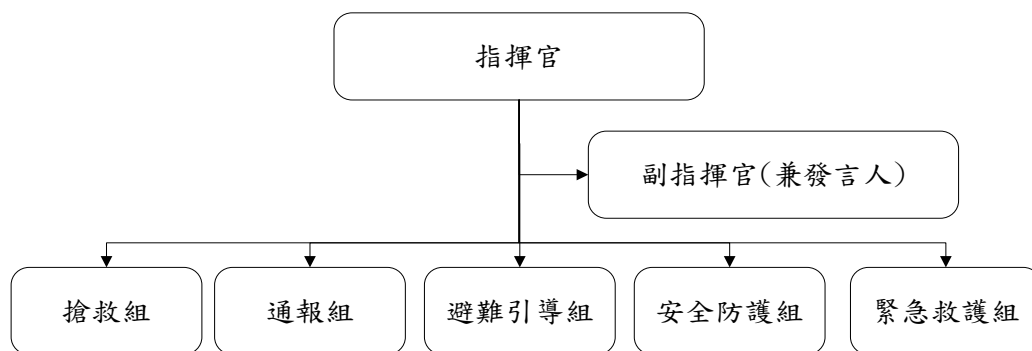 指揮官
副指揮官(兼發言人)
搶救組
通報組
避難引導組
安全防護組
緊急救護組